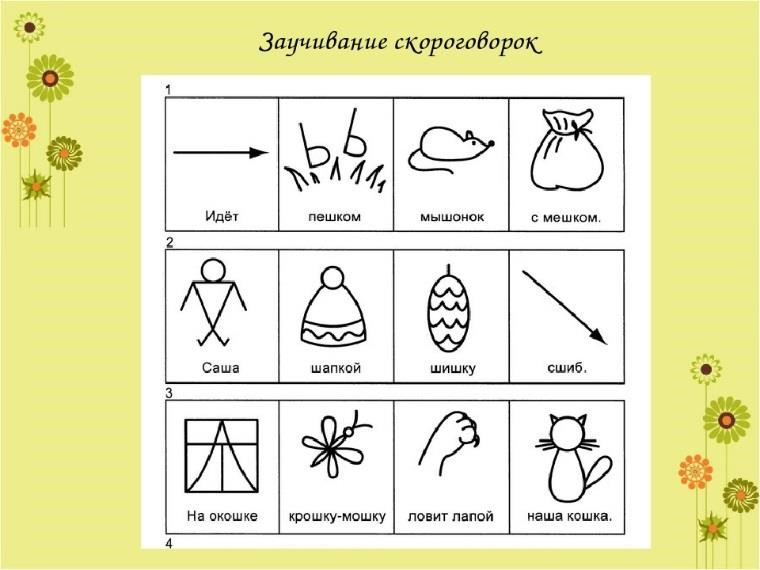 Заучивание скороговорок
1
Идёт пешком мышонок с мешком.
2
Саша шапкой шишку сшиб.
3
На окошке крошку-мошку ловит лапой наша кошка.
4